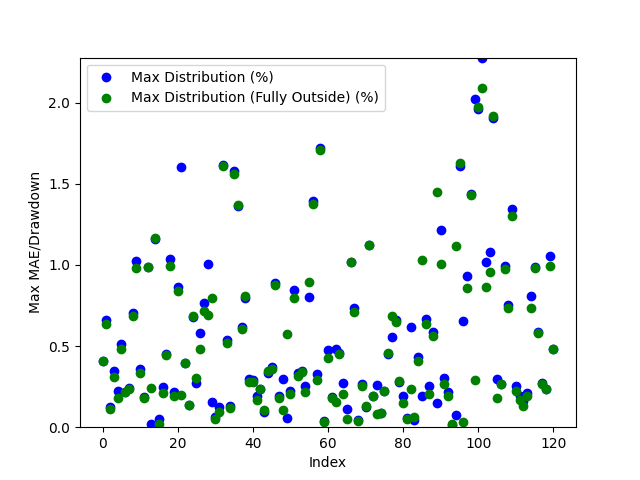 Max Distribution (%)
Max Distribution (Fully Outside) (%)
Max MAE/Drawdown
2.0
1.5
1.0
0.5
0.0
0 20 40 60 80 100 120
Index